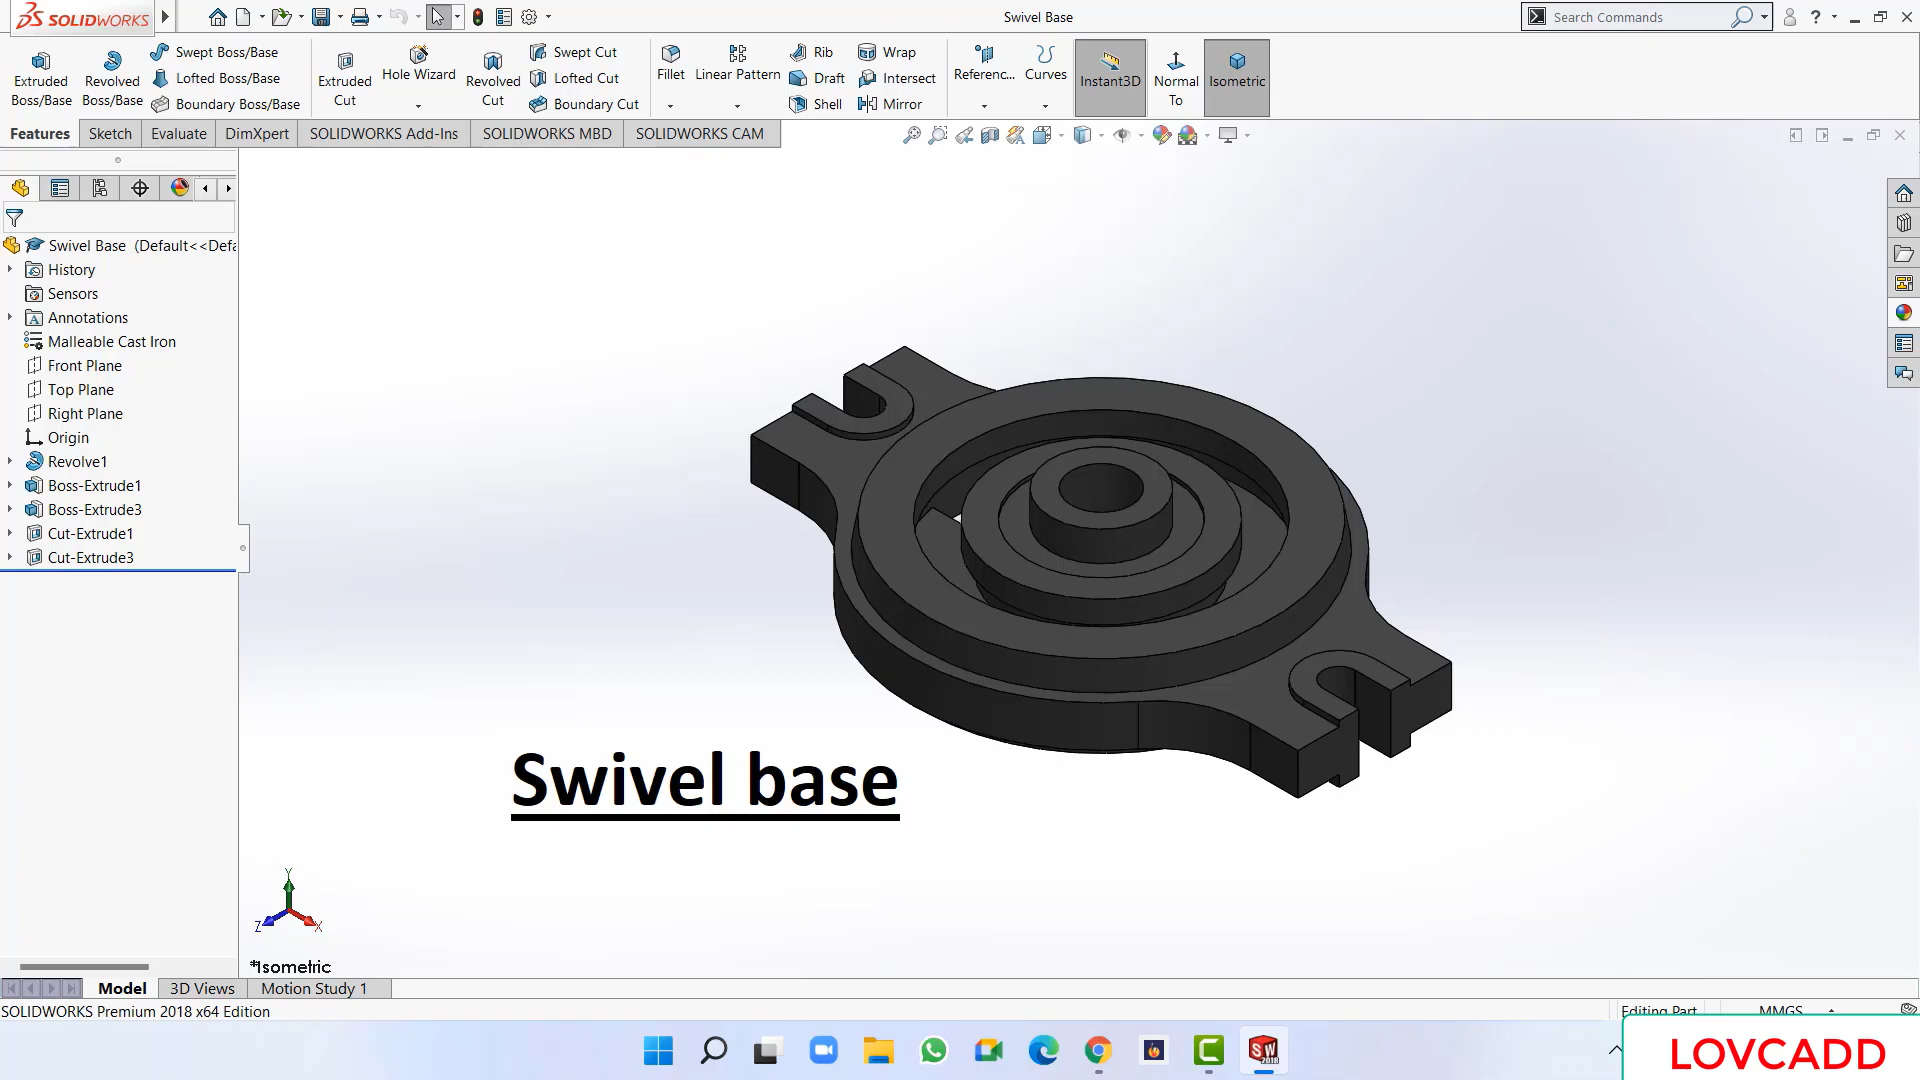 SOLIDWORKS
Swivel Base
Search Commands
Extruded Boss/Base
Revolved Boss/Base
Swept Boss/Base
Lofted Boss/Base
Boundary Boss/Base
Extruded Cut
Hole Wizard
Revolved Cut
Swept Cut
Lofted Cut
Boundary Cut
Fillet
Linear Pattern
Rib
Draft
Shell
Wrap
Intersect
Mirror
Referenc...
Curves
Instant3D
Normal To
Isometric
Features
Sketch
Evaluate
DimXpert
SOLIDWORKS Add-Ins
SOLIDWORKS MBD
SOLIDWORKS CAM
Swivel Base (Default<<Defa
History
Sensors
Annotations
Malleable Cast Iron
Front Plane
Top Plane
Right Plane
Origin
Revolve1
Boss-Extrude1
Boss-Extrude3
Cut-Extrude1
Cut-Extrude3
Swivel base
Y
Z
X
*Isometric
Model
3D Views
Motion Study 1
SOLIDWORKS Premium 2018 x64 Edition
Editing Part
MMGS
SW
2018
LOVCADD